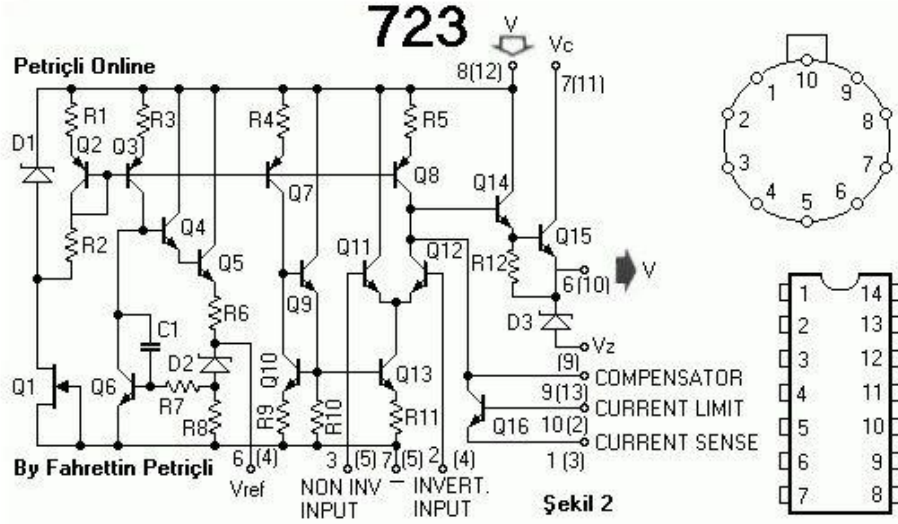 723
V
Vc
8(12)
7(11)
Petriçli Online
D1
R1
R3
R4
R5
Q2
Q3
Q7
Q8
Q14
R2
Q4
Q5
Q9
Q11
Q12
R12
Q15
6(10)
V
R6
C1
D2
D3
Vz
(9)
Q1
Q6
R7
R8
Q10
R9
R10
Q13
R11
Q16
COMPENSATOR
9(13)
CURRENT LIMIT
10(2)
CURRENT SENSE
1(3)
By Fahrettin Petriçli
6(4)
Vref
3(5)
NON INV
INPUT
7(5) –
2(4)
INVERT.
INPUT
Şekil 2
10
1
9
2
8
3
7
4
6
5
1 14
2 13
3 12
4 11
5 10
6 9
7 8